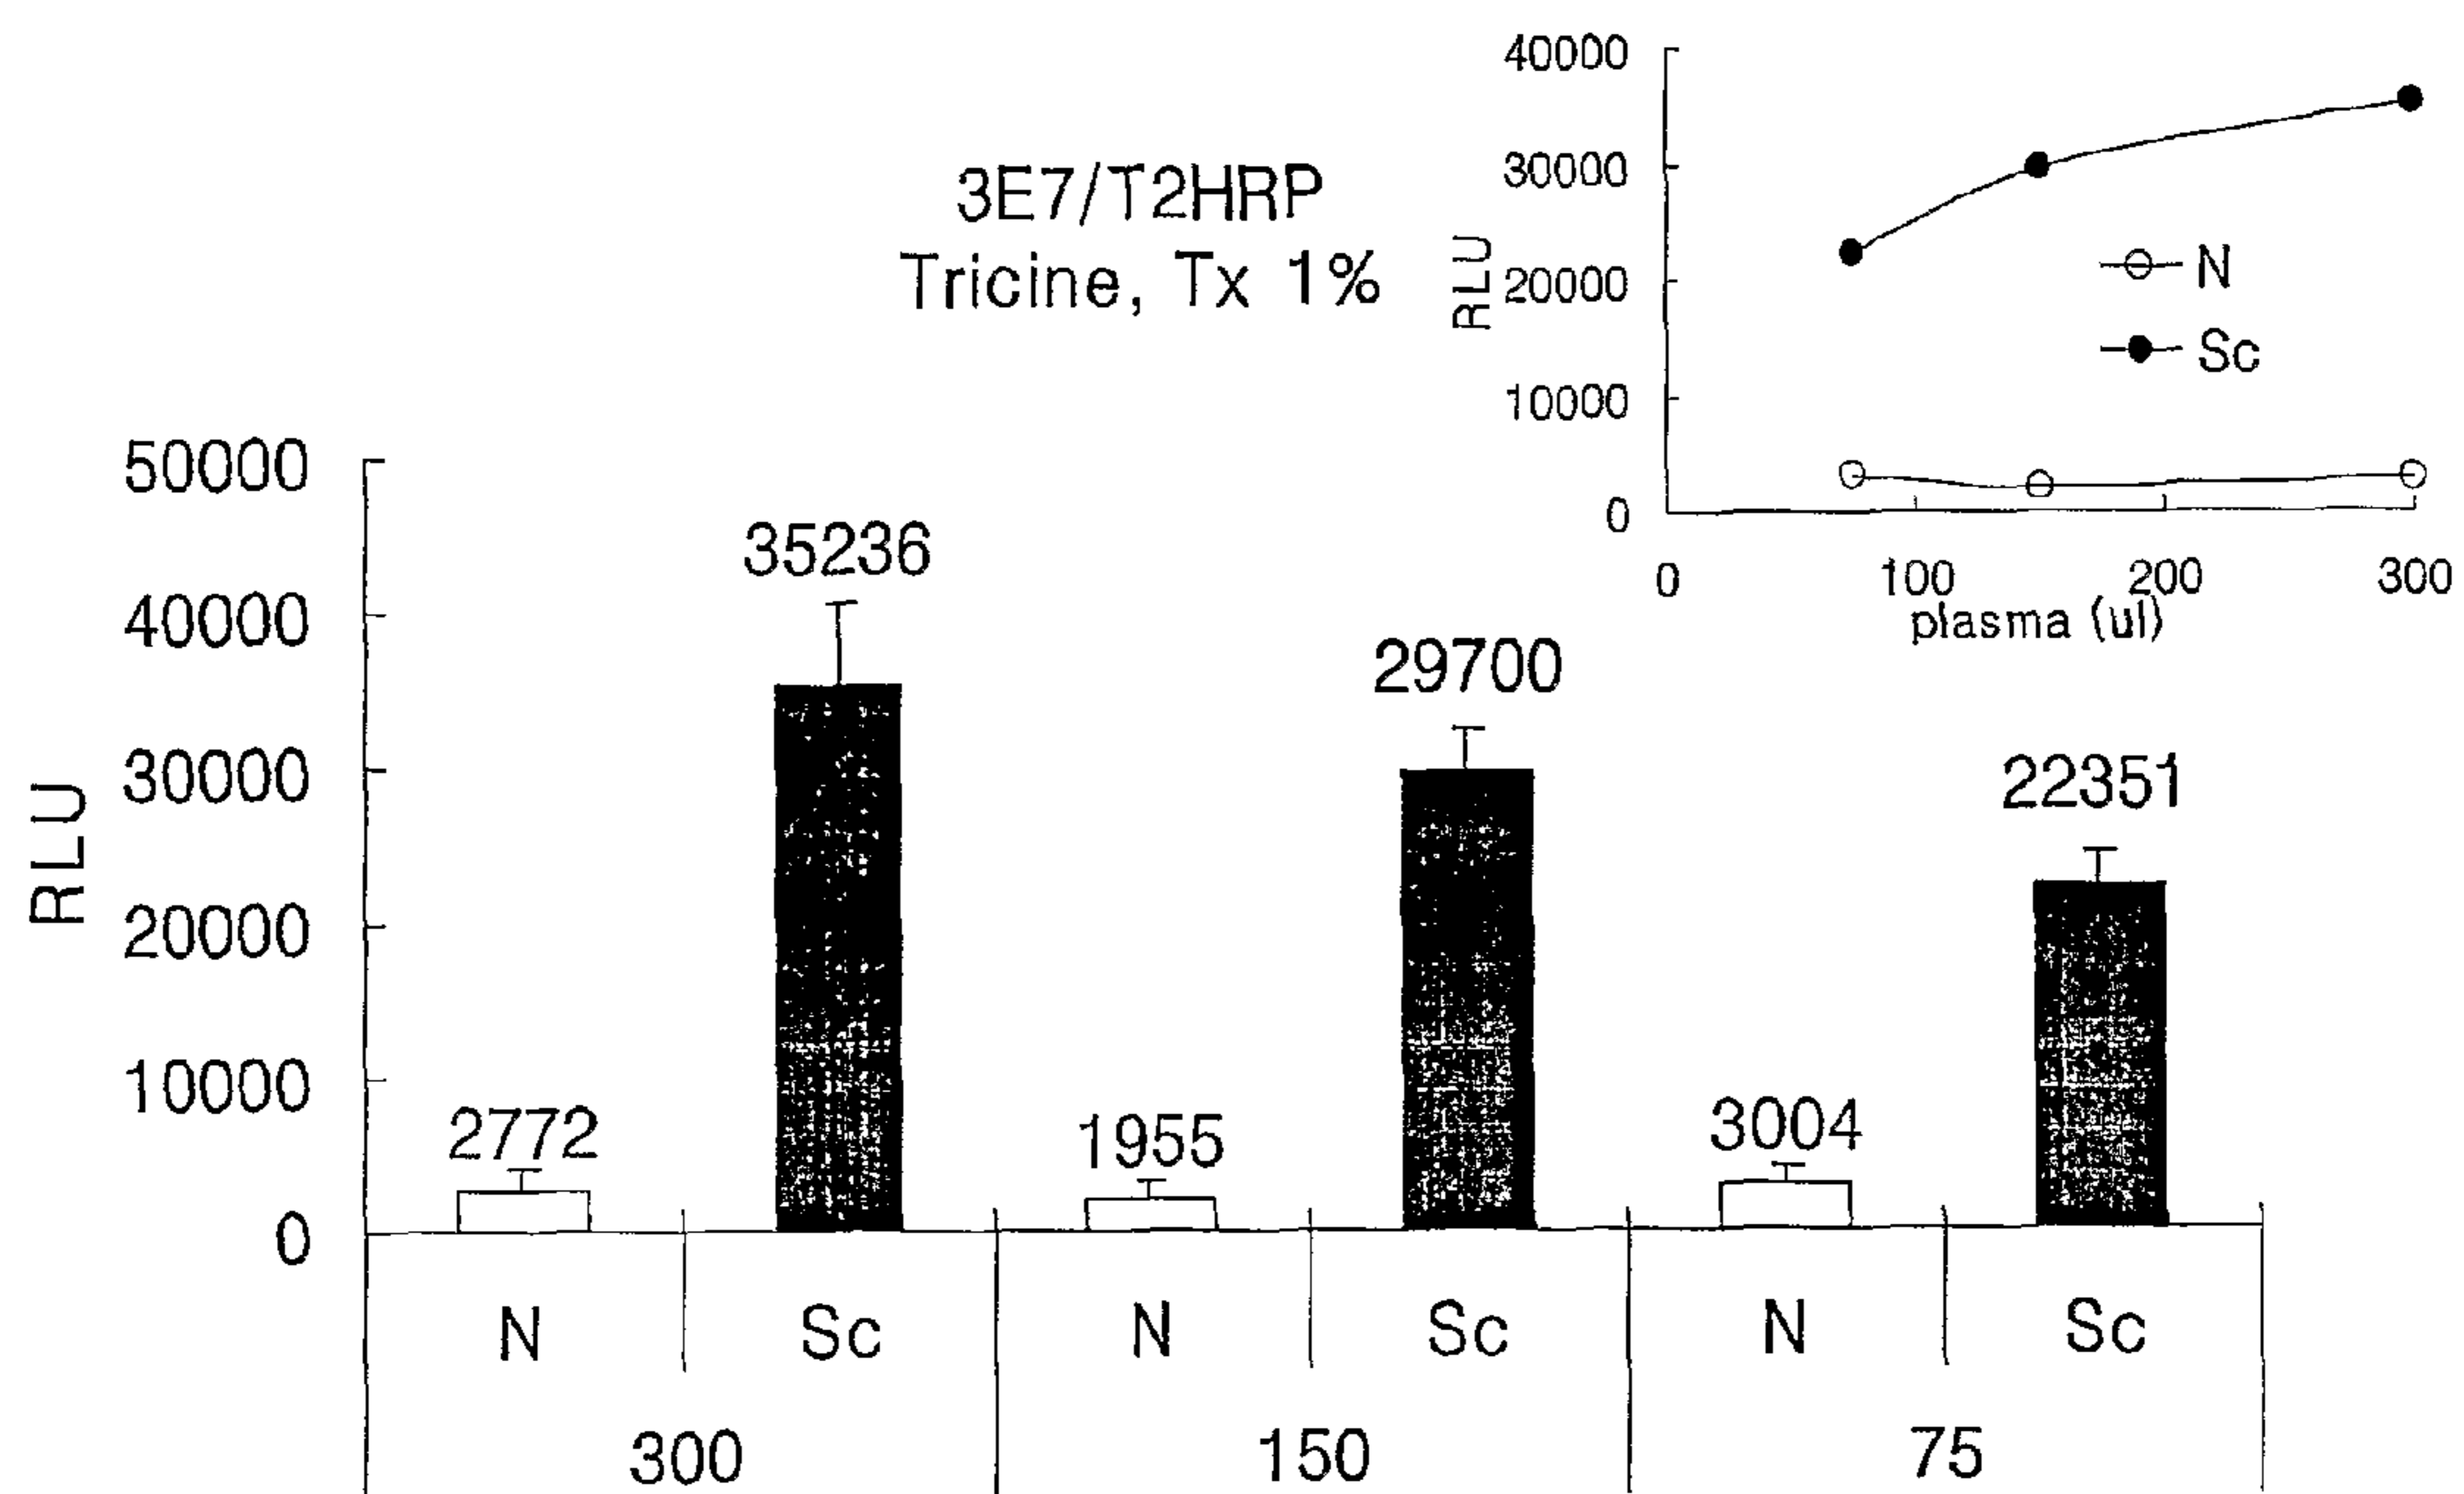 3E7/T2HRP
Tricine, Tx 1%
RLU
40000
30000
20000
10000
0
0 100 200 300
plasma (ul)
N
Sc
RLU
50000
40000
30000
20000
10000
0
2772
35236
1955
29700
3004
22351
N Sc N Sc N Sc
300 150 75